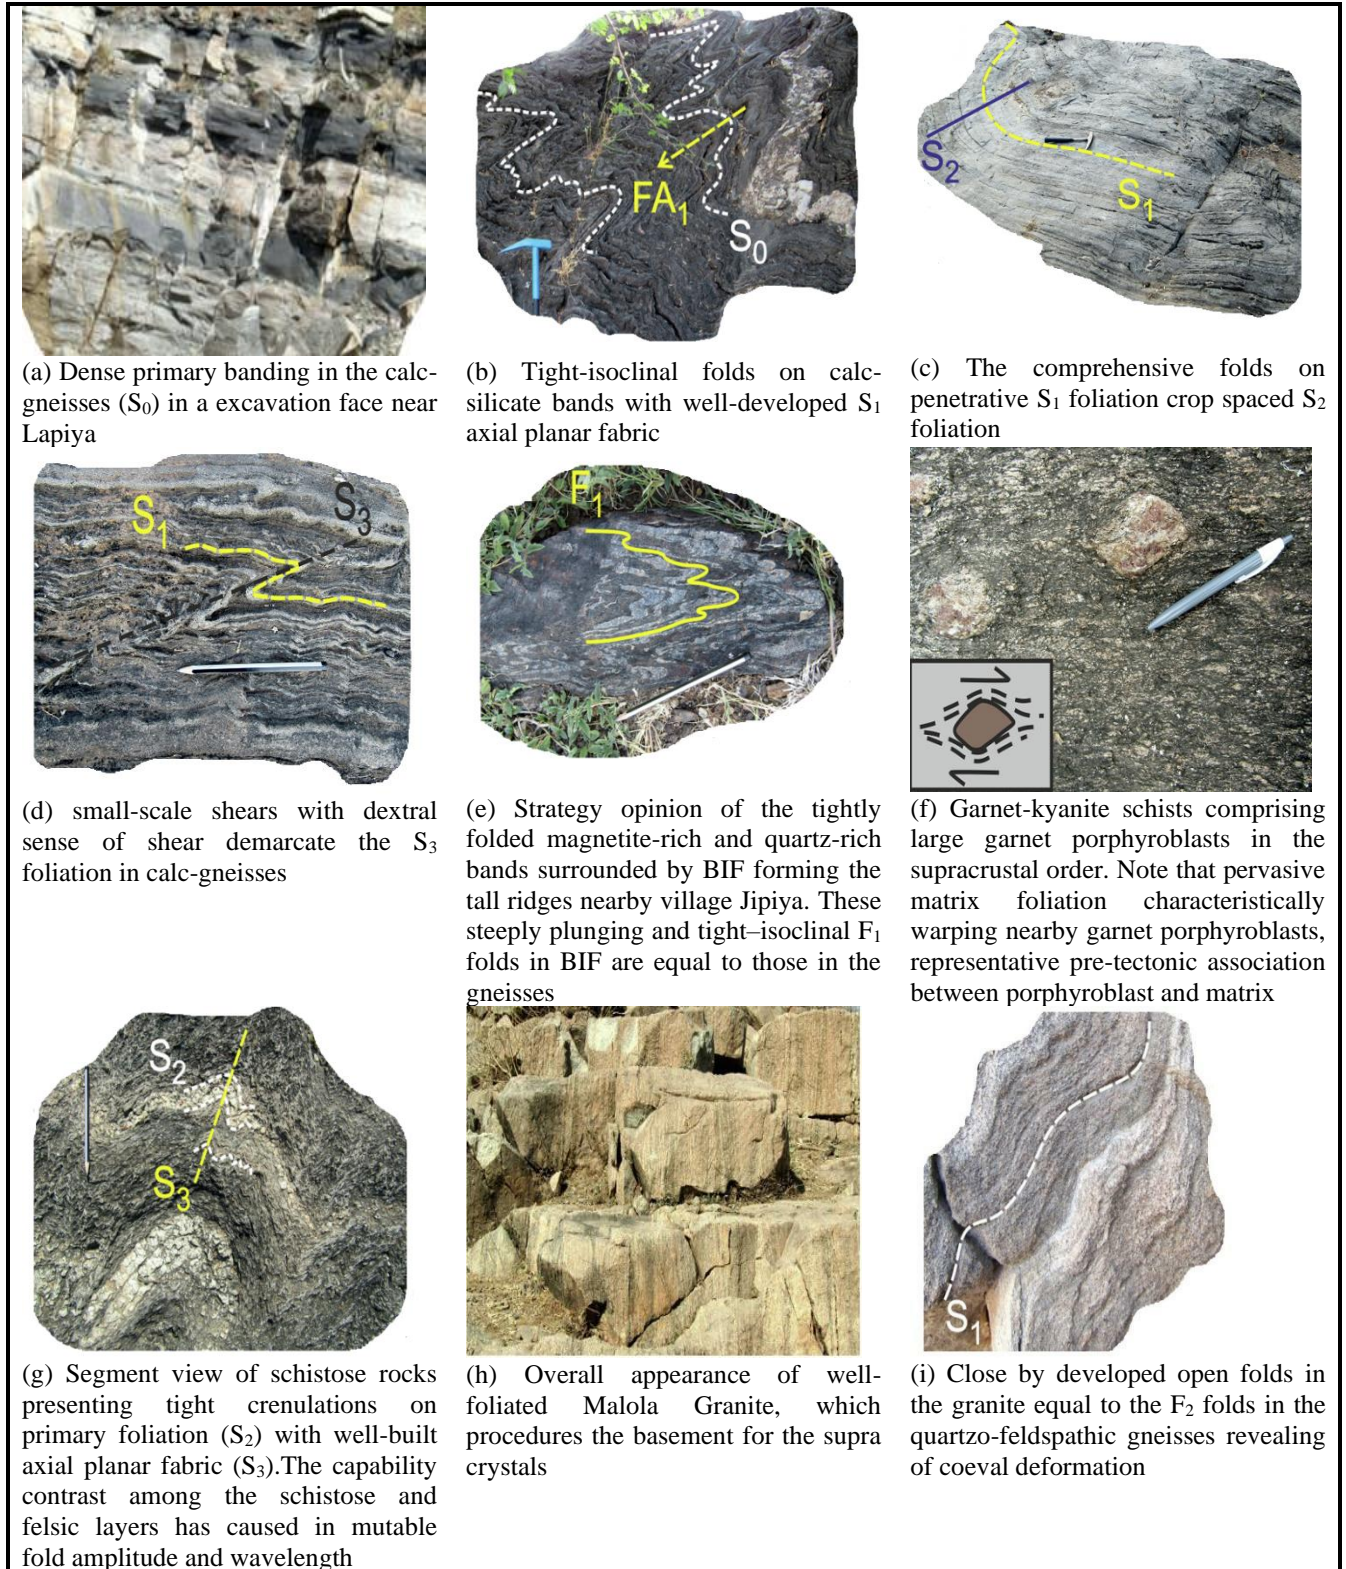 FA₁
S₀
S₂
S₁
(a) Dense primary banding in the calc-
gneisses (S₀) in a excavation face near
Lapiya
(b) Tight-isoclinal folds on calc-
silicate bands with well-developed S₁
axial planar fabric
(c) The comprehensive folds on
penetrative S₁ foliation crop spaced S₂
foliation
S₁
S₃
F₁
(d) small-scale shears with dextral
sense of shear demarcate the S₃
foliation in calc-gneisses
(e) Strategy opinion of the tightly
folded magnetite-rich and quartz-rich
bands surrounded by BIF forming the
tall ridges nearby village Jipiya. These
steeply plunging and tight–isoclinal F₁
folds in BIF are equal to those in the
gneisses
(f) Garnet-kyanite schists comprising
large garnet porphyroblasts in the
supracrustal order. Note that pervasive
matrix foliation characteristically
warping nearby garnet porphyroblasts,
representative pre-tectonic association
between porphyroblast and matrix
S₂
S₃
S₁
(g) Segment view of schistose rocks
presenting tight crenulations on
primary foliation (S₂) with well-built
axial planar fabric (S₃).The capability
contrast among the schistose and
felsic layers has caused in mutable
fold amplitude and wavelength
(h) Overall appearance of well-
foliated Malola Granite, which
procedures the basement for the supra
crystals
(i) Close by developed open folds in
the granite equal to the F₂ folds in the
quartzo-feldspathic gneisses revealing
of coeval deformation